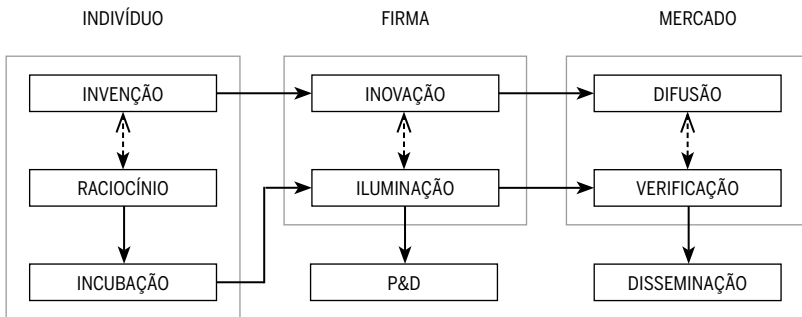 INDIVÍDUO
FIRMA
MERCADO
INVENÇÃO
INOVAÇÃO
DIFUSÃO
RACIOCÍNIO
ILUMINAÇÃO
VERIFICAÇÃO
INCUBAÇÃO
P&D
DISSEMINAÇÃO